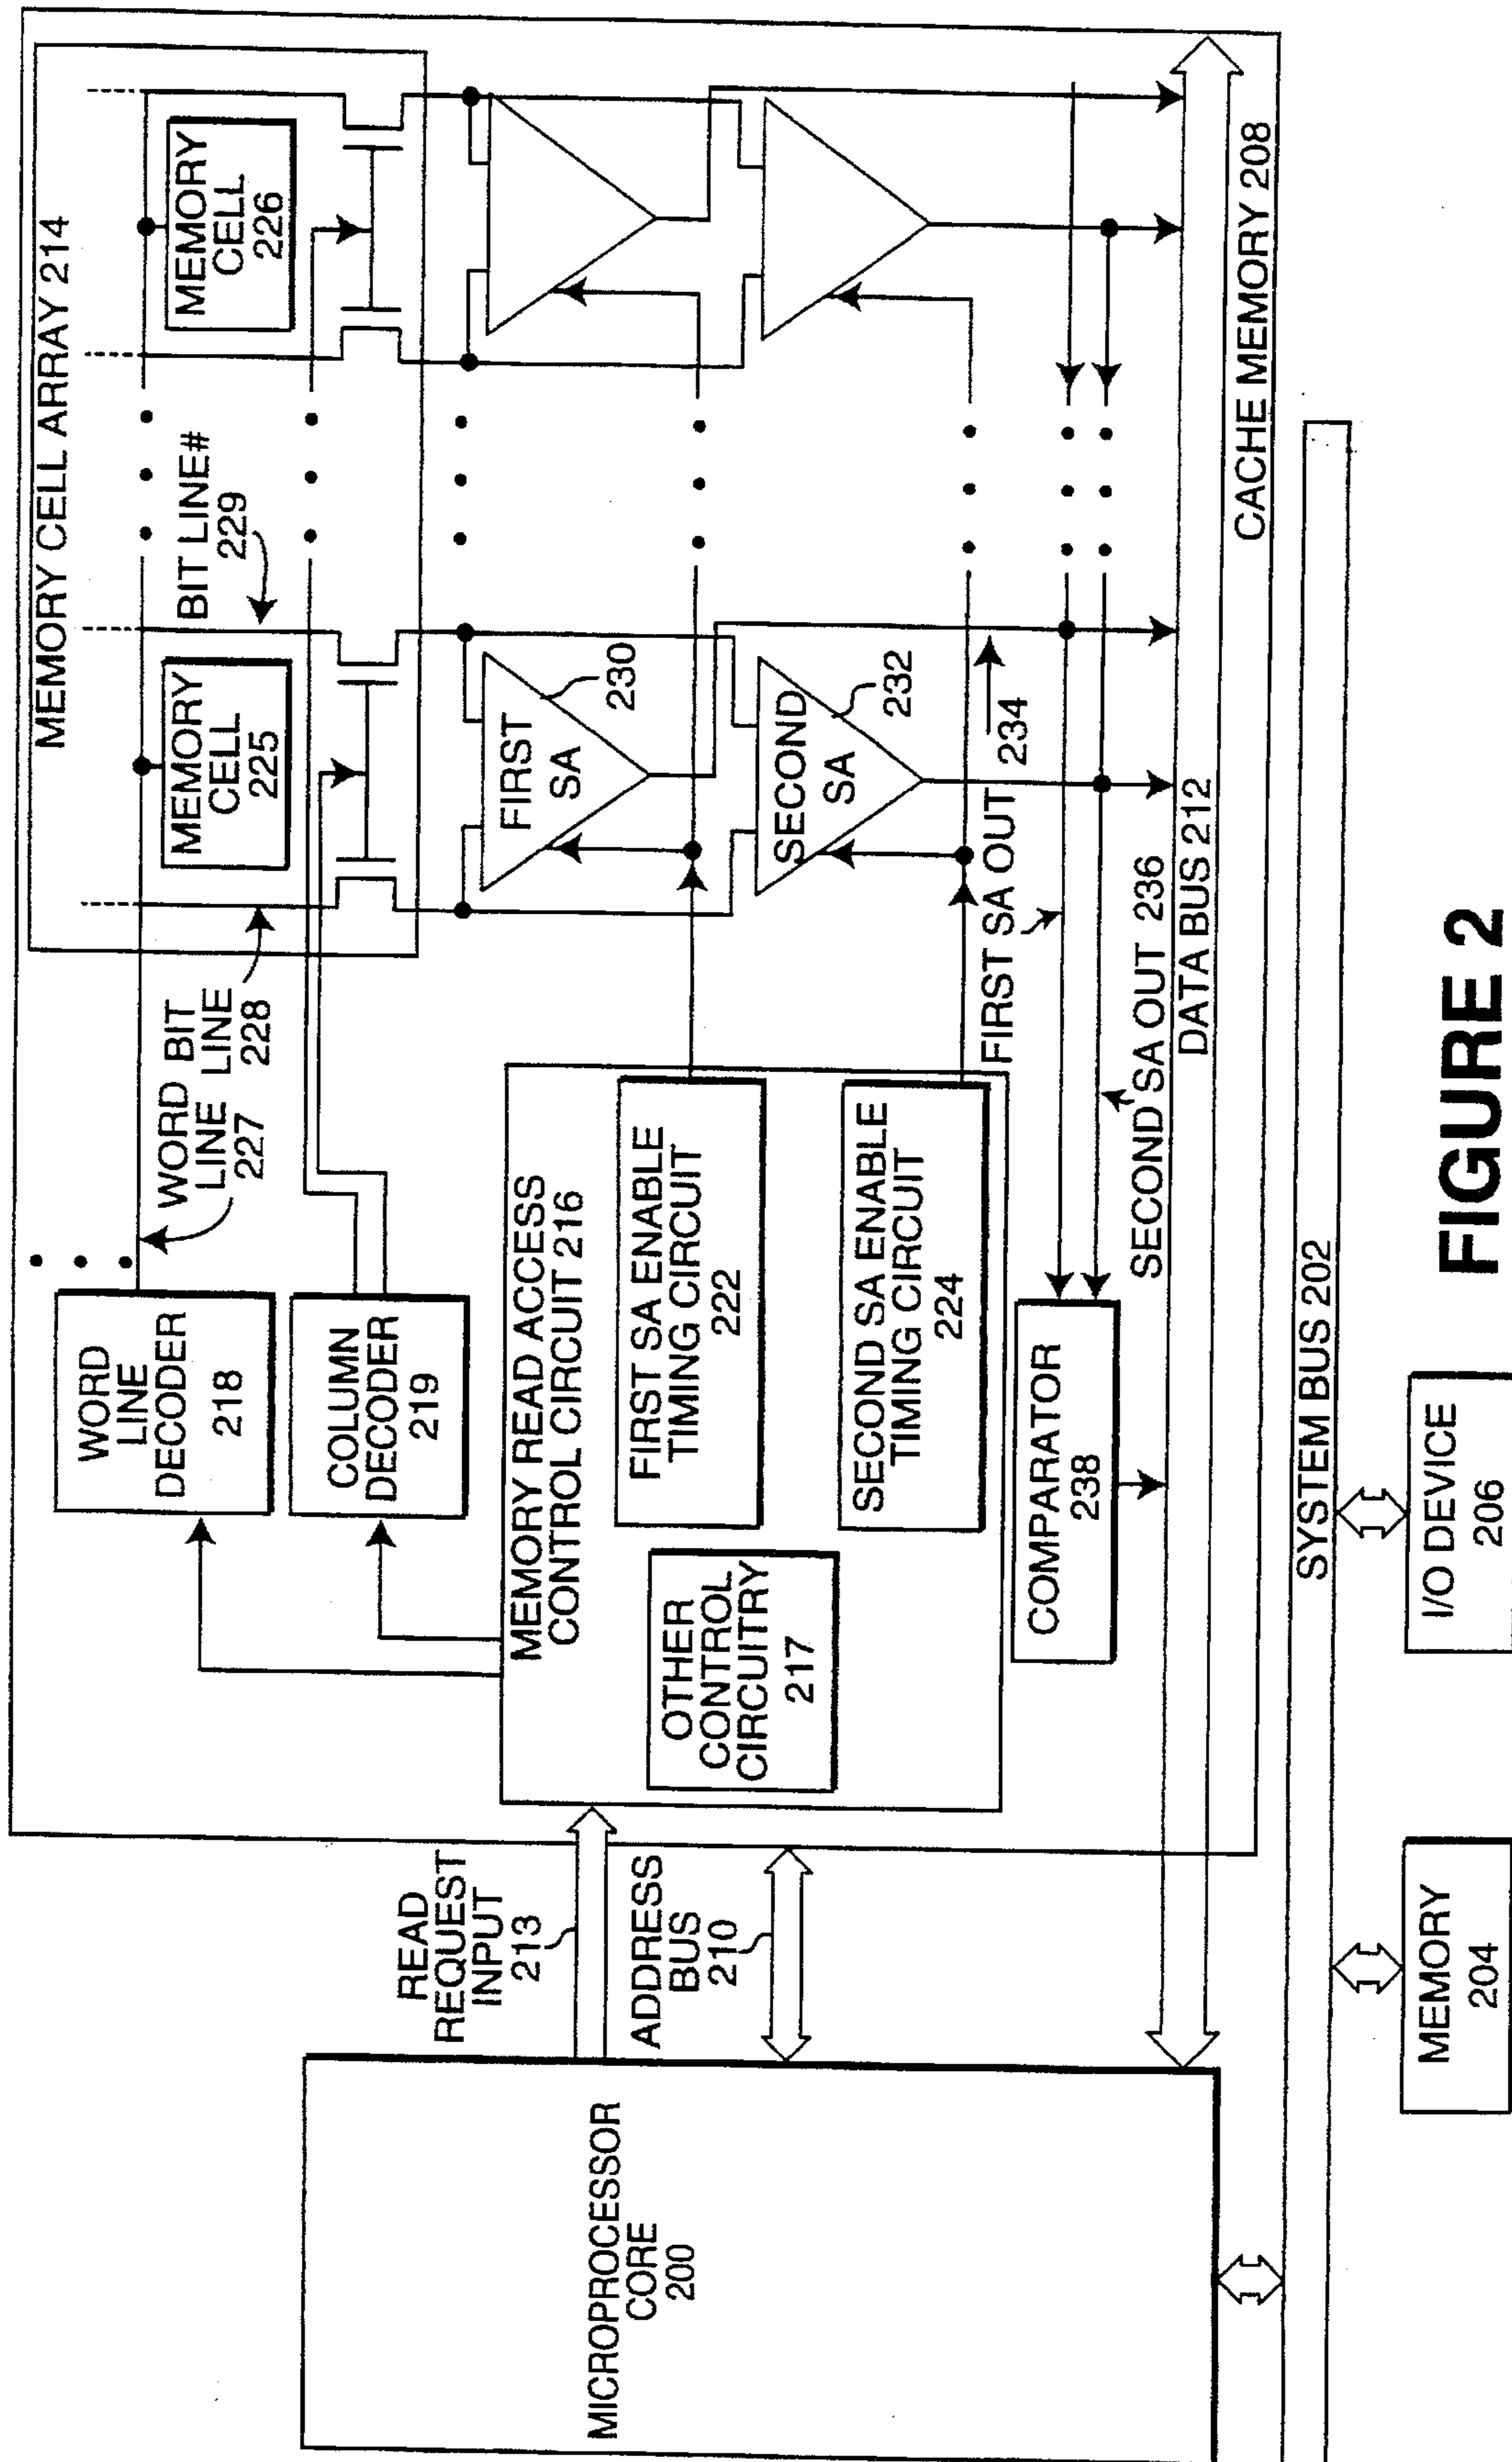 MEMORY CELL ARRAY 214
WORD
LINE
DECODER
218
WORD
LINE
227
BIT
LINE
228
MEMORY
CELL
225
BIT LINE#
229
MEMORY
CELL
226
COLUMN
DECODER
219
READ
REQUEST
INPUT
213
ADDRESS
BUS
210
MICROPROCESSOR
CORE
200
MEMORY READ ACCESS
CONTROL CIRCUIT 216
OTHER
CONTROL
CIRCUITRY
217
FIRST SA ENABLE
TIMING CIRCUIT
222
SECOND SA ENABLE
TIMING CIRCUIT
224
FIRST
SA
230
SECOND
SA
232
FIRST SA OUT
234
COMPARATOR
238
SECOND SA OUT 236
DATA BUS 212
CACHE MEMORY 208
SYSTEM BUS 202
MEMORY
204
I/O DEVICE
206
FIGURE 2